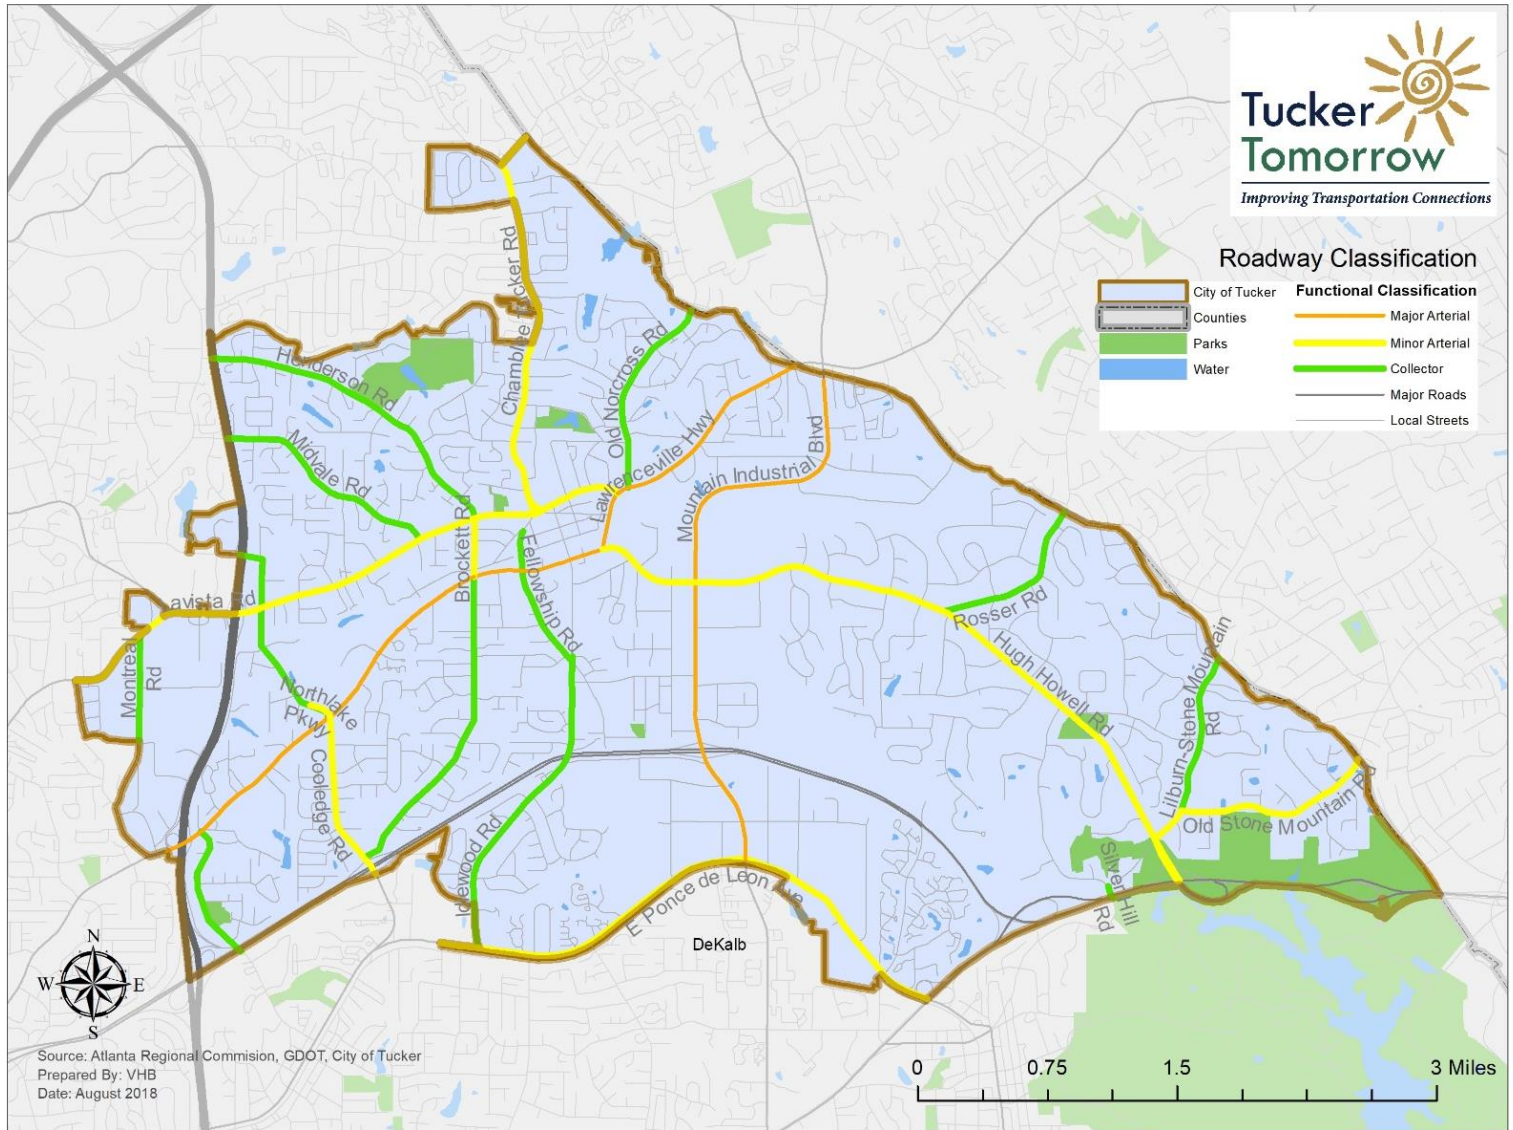 Tucker
Tomorrow
Improving Transportation Connections
Roadway Classification
City of Tucker
Counties
Parks
Water
Functional Classification
Major Arterial
Minor Arterial
Collector
Major Roads
Local Streets
Chamblee Tucker Rd
Henderson Rd
Old Norcross Rd
Midvale Rd
Lawrenceville Hwy
Mountain Industrial Blvd
Brockett Rd
Fellowship Rd
avista Rd
Montreal
Rd
Northlake
Pkwy
Cooledge Rd
Idlewood Rd
E Ponce de Leon Ave
Rosser Rd
Hugh Howell Rd
Lilburn-Stone Mountain
Rd
Old Stone Mountain Rd
Silver Hill
Rd
DeKalb
N
W
E
S
Source: Atlanta Regional Commision, GDOT, City of Tucker
Prepared By: VHB
Date: August 2018
0 0.75 1.5 3 Miles